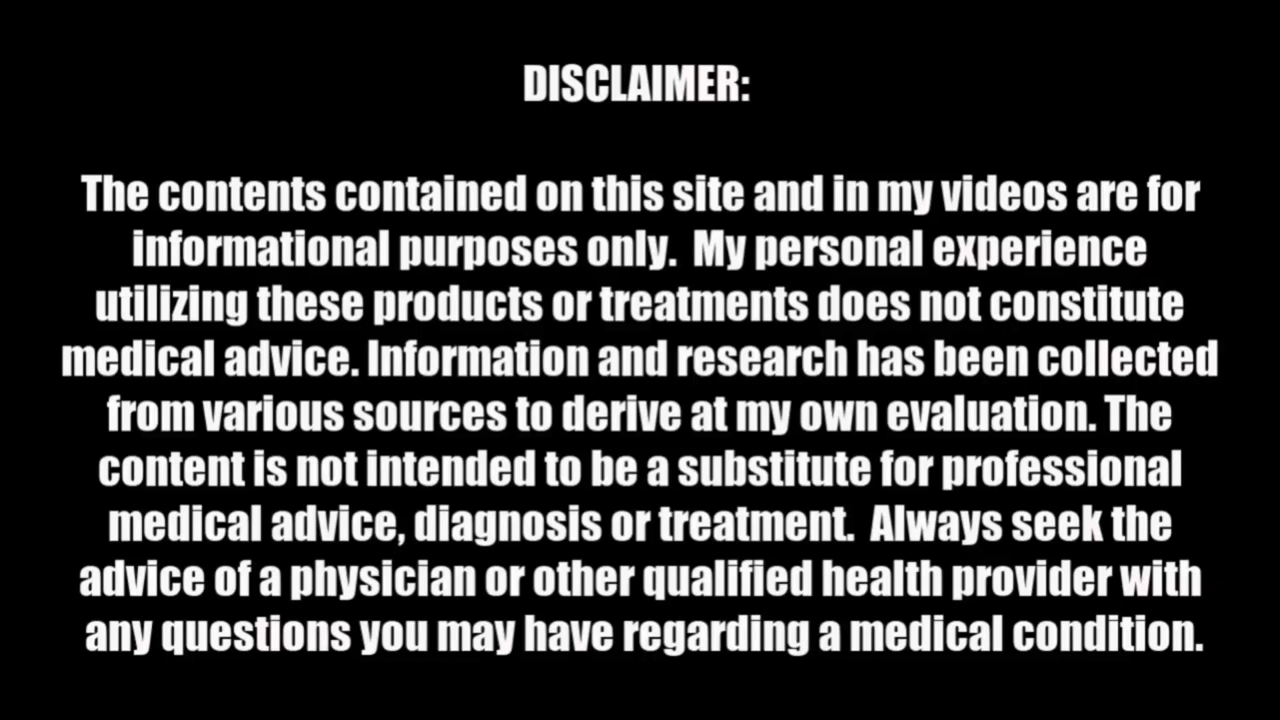 DISCLAIMER:
The contents contained on this site and in my videos are for
informational purposes only.  My personal experience
utilizing these products or treatments does not constitute
medical advice. Information and research has been collected
from various sources to derive at my own evaluation. The
content is not intended to be a substitute for professional
medical advice, diagnosis or treatment.  Always seek the
advice of a physician or other qualified health provider with
any questions you may have regarding a medical condition.